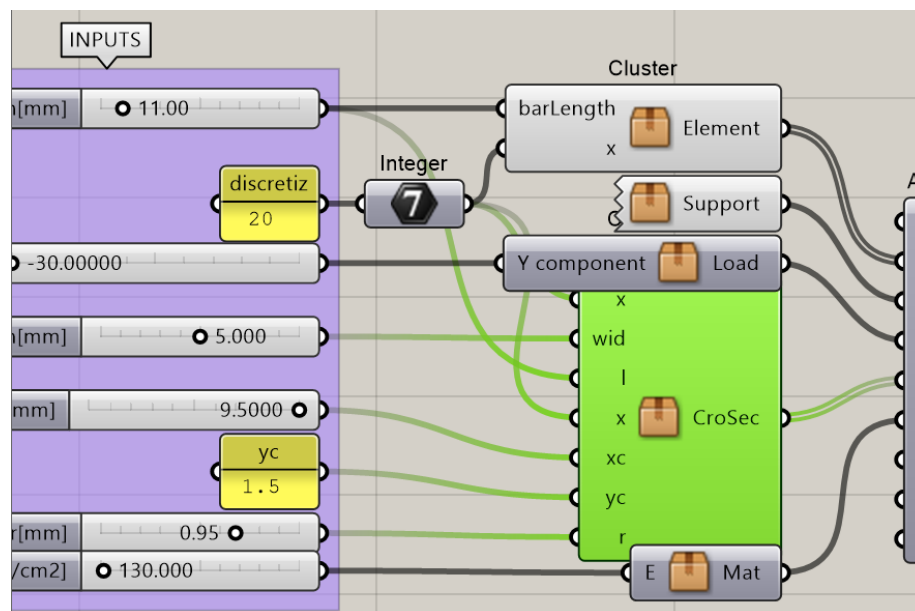 INPUTS
Cluster
n[mm] 11.00
barLength
x
Element
Integer
discretiz
20
7
Support
-30.00000
Y component Load
x
n[mm] 5.000
wid
l
mm] 9.5000
x
CroSec
xc
yc
1.5
yc
r[mm] 0.95
r
/cm2] 130.000
E Mat